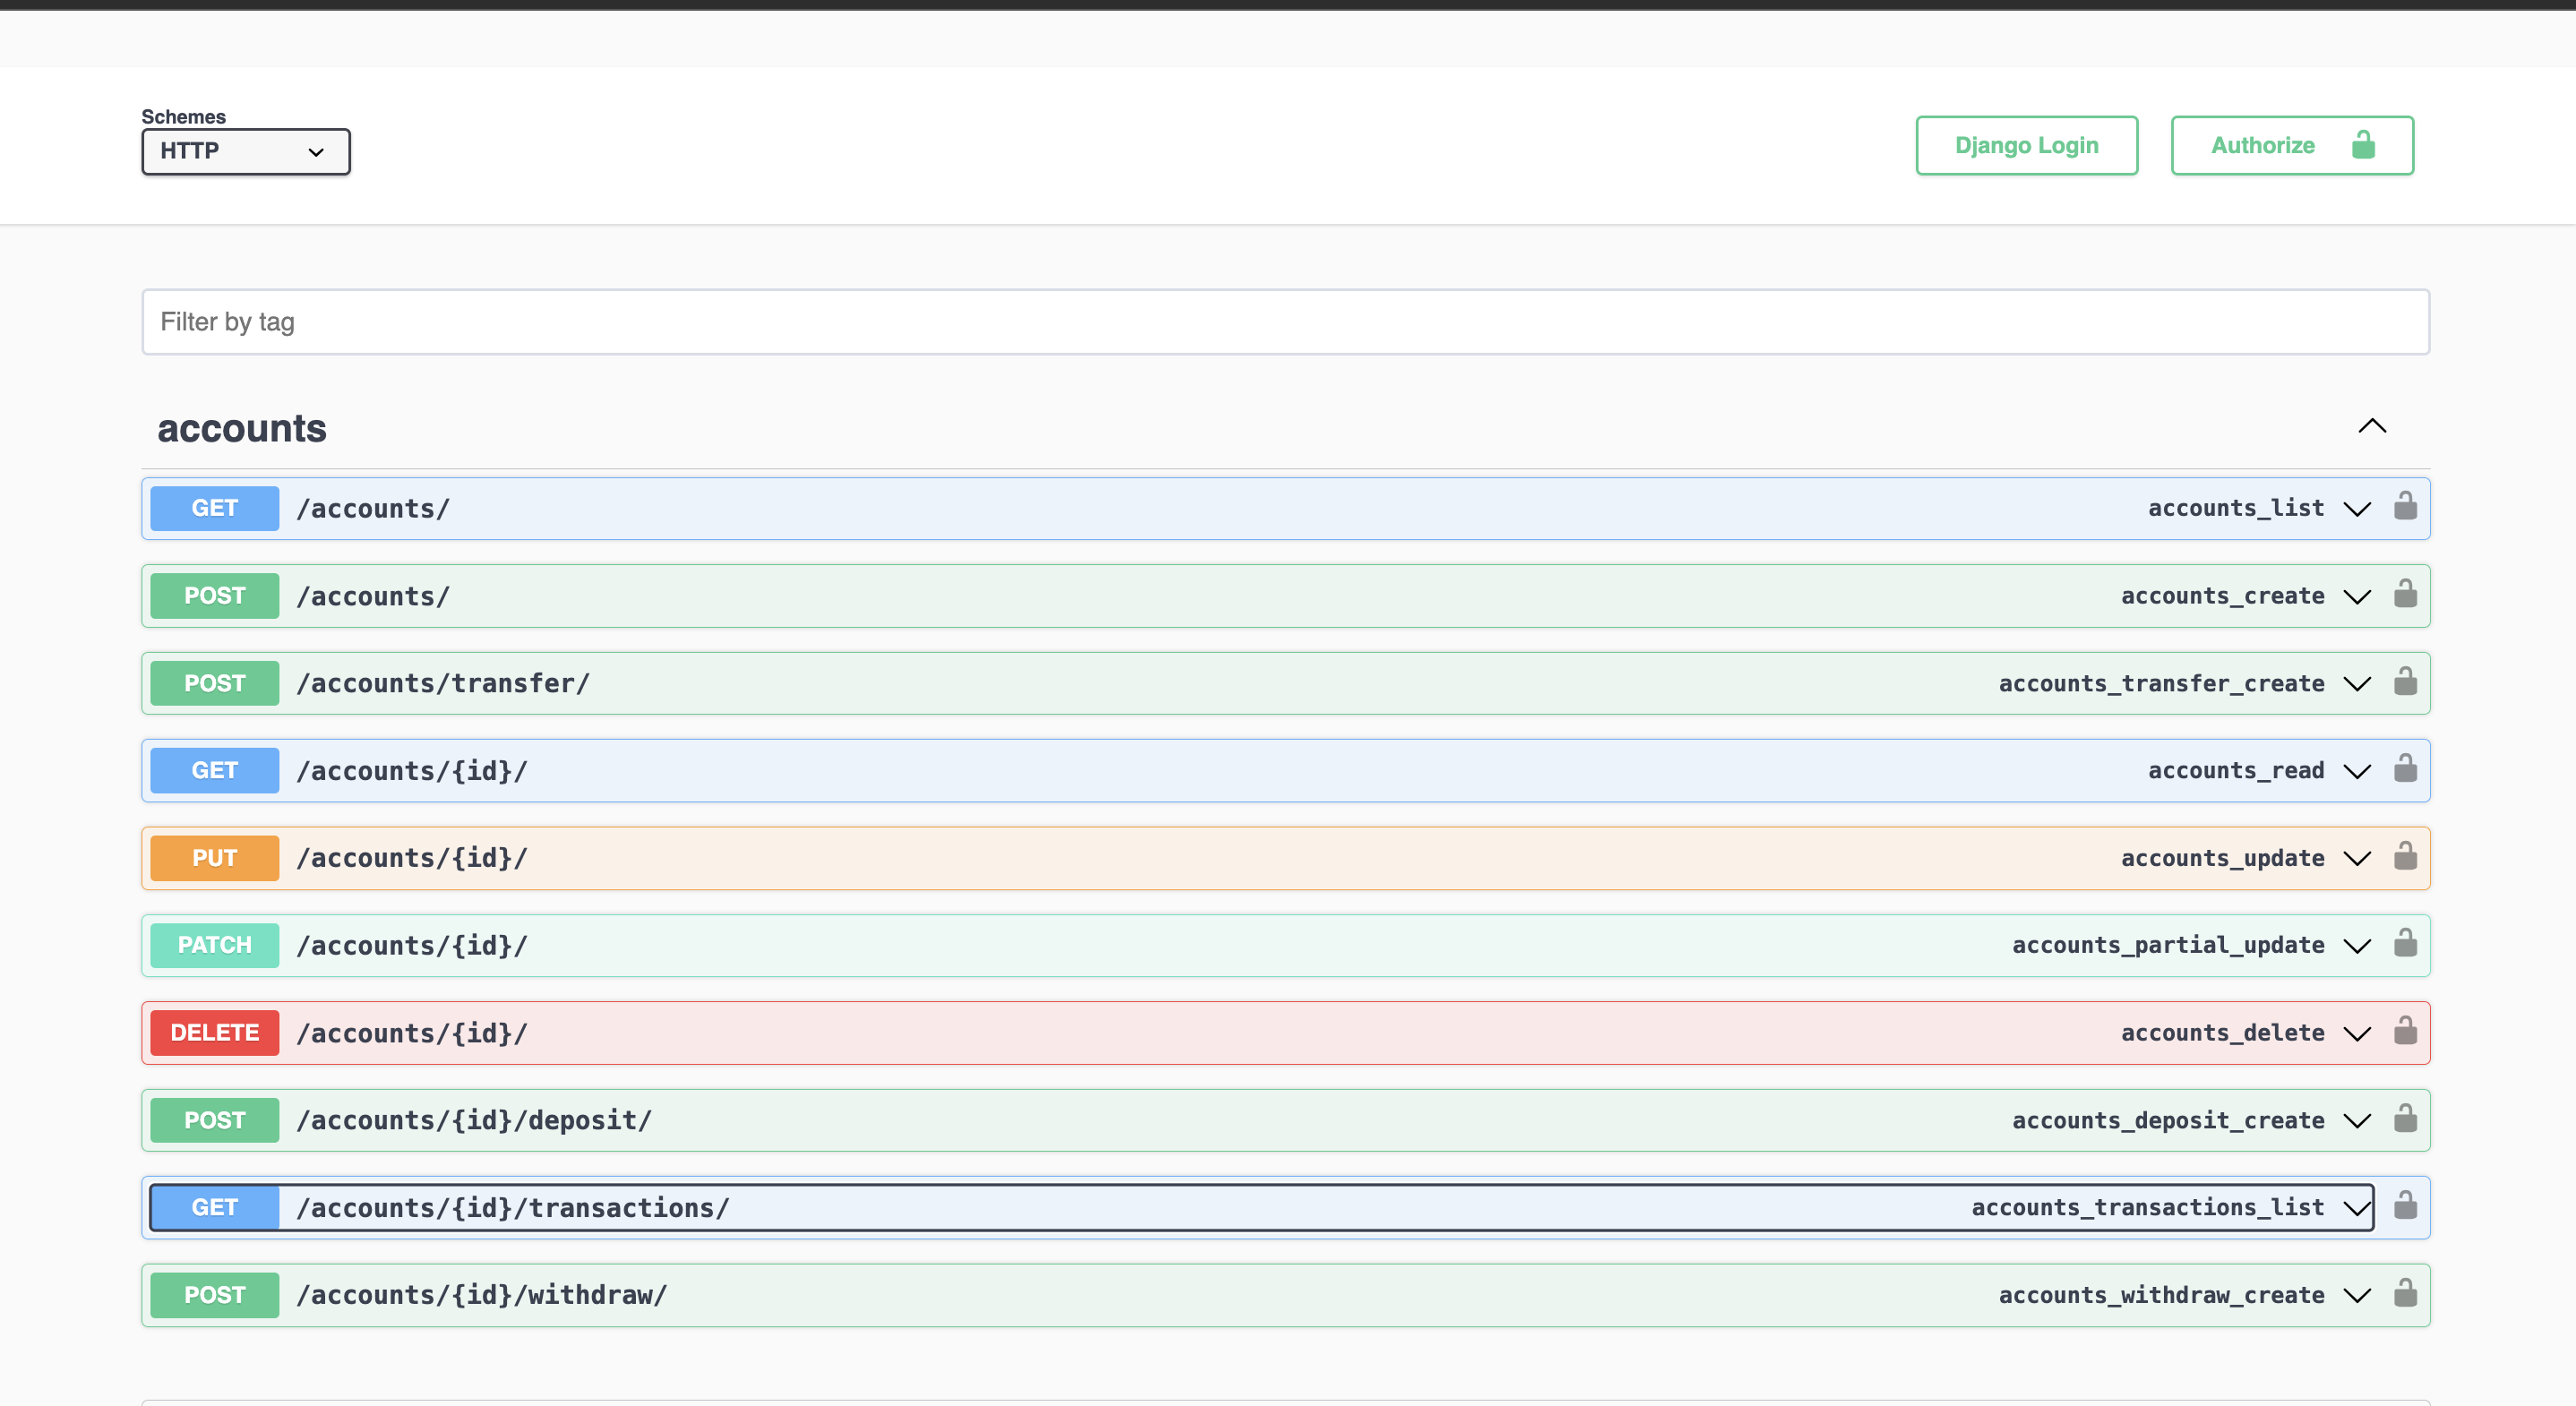 Schemes
HTTP
Django Login
Authorize
Filter by tag
accounts
GET /accounts/ accounts_list
POST /accounts/ accounts_create
POST /accounts/transfer/ accounts_transfer_create
GET /accounts/{id}/ accounts_read
PUT /accounts/{id}/ accounts_update
PATCH /accounts/{id}/ accounts_partial_update
DELETE /accounts/{id}/ accounts_delete
POST /accounts/{id}/deposit/ accounts_deposit_create
GET /accounts/{id}/transactions/ accounts_transactions_list
POST /accounts/{id}/withdraw/ accounts_withdraw_create